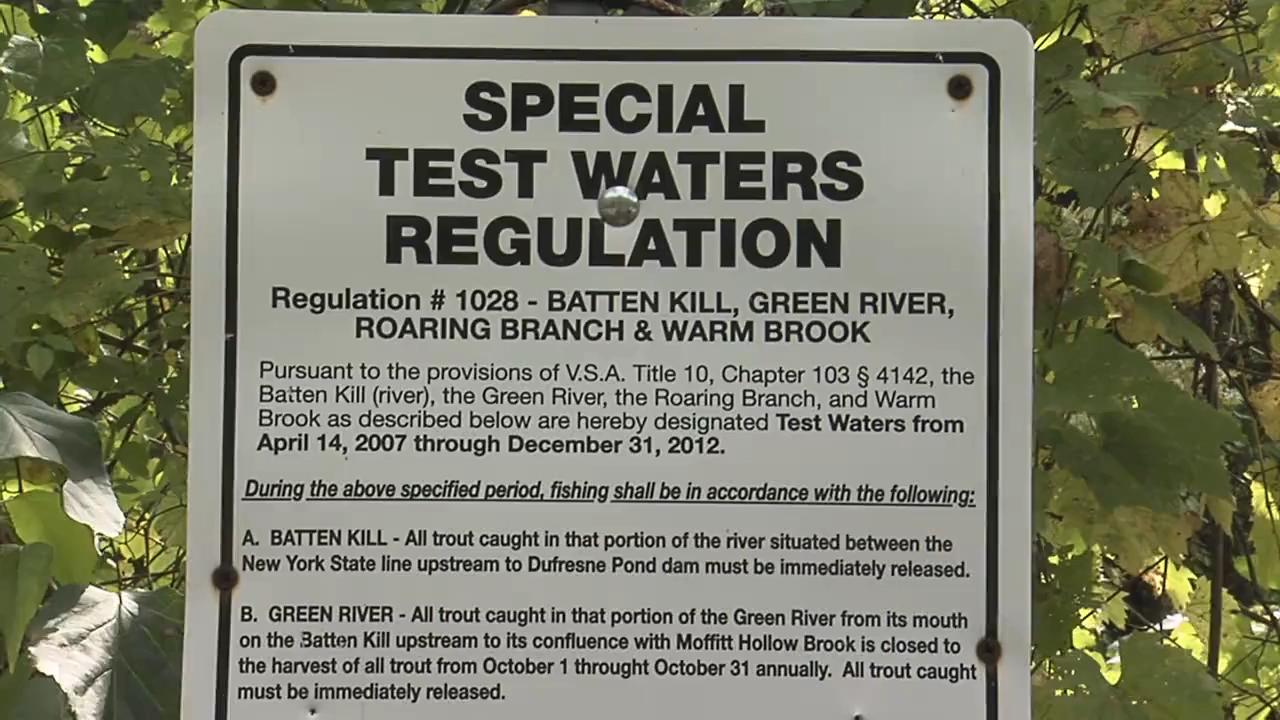 SPECIAL
TEST WATERS
REGULATION
Regulation # 1028 - BATTEN KILL, GREEN RIVER,
ROARING BRANCH & WARM BROOK
Pursuant to the provisions of V.S.A. Title 10, Chapter 103 § 4142, the
Batten Kill (river), the Green River, the Roaring Branch, and Warm
Brook as described below are hereby designated Test Waters from
April 14, 2007 through December 31, 2012.
During the above specified period, fishing shall be in accordance with the following:
A. BATTEN KILL - All trout caught in that portion of the river situated between the
New York State line upstream to Dufresne Pond dam must be immediately released.
B. GREEN RIVER - All trout caught in that portion of the Green River from its mouth
on the Batten Kill upstream to its confluence with Moffitt Hollow Brook is closed to
the harvest of all trout from October 1 throught October 31 annually. All trout caught
must be immediately released.